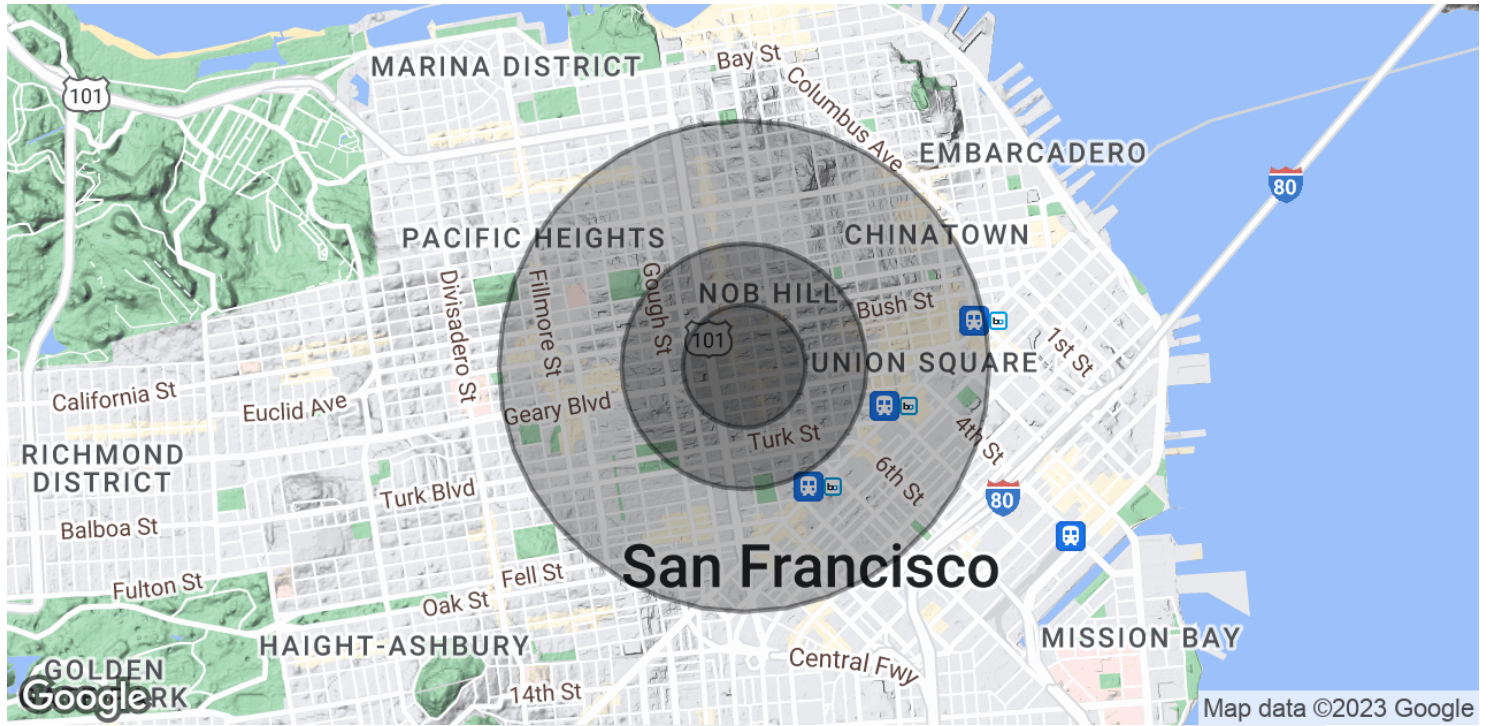 MARINA DISTRICT
Bay St
Columbus Ave
101
EMBARCADERO
80
PACIFIC HEIGHTS
CHINATOWN
Divisadero St
Fillmore St
Gough St
NOB HILL
Bush St
101
1st St
UNION SQUARE
California St
Euclid Ave
Geary Blvd
Turk St
4th St
RICHMOND
DISTRICT
6th St
Turk Blvd
80
Balboa St
San Francisco
Fulton St
Fell St
Oak St
HAIGHT-ASHBURY
MISSION BAY
Central Fwy
GOLDEN
14th St
Google
Map data ©2023 Google